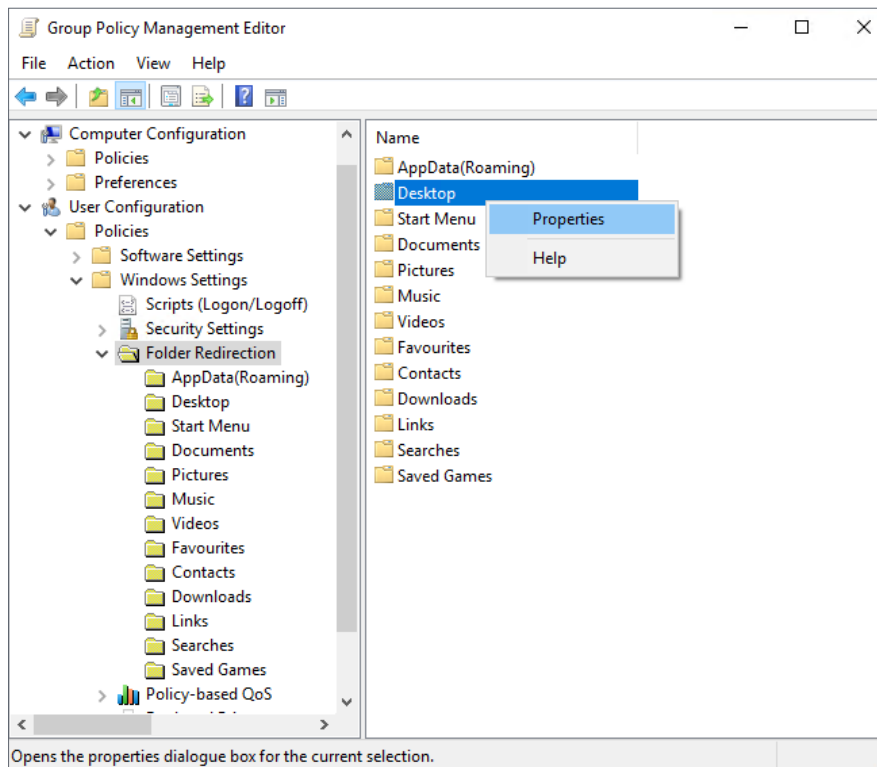 Group Policy Management Editor
File Action View Help
Computer Configuration
Policies
Preferences
User Configuration
Policies
Software Settings
Windows Settings
Scripts (Logon/Logoff)
Security Settings
Folder Redirection
AppData(Roaming)
Desktop
Start Menu
Documents
Pictures
Music
Videos
Favourites
Contacts
Downloads
Links
Searches
Saved Games
Policy-based QoS
Name
AppData(Roaming)
Desktop
Start Menu
Documents
Pictures
Music
Videos
Favourites
Contacts
Downloads
Links
Searches
Saved Games
Properties
Help
Opens the properties dialogue box for the current selection.